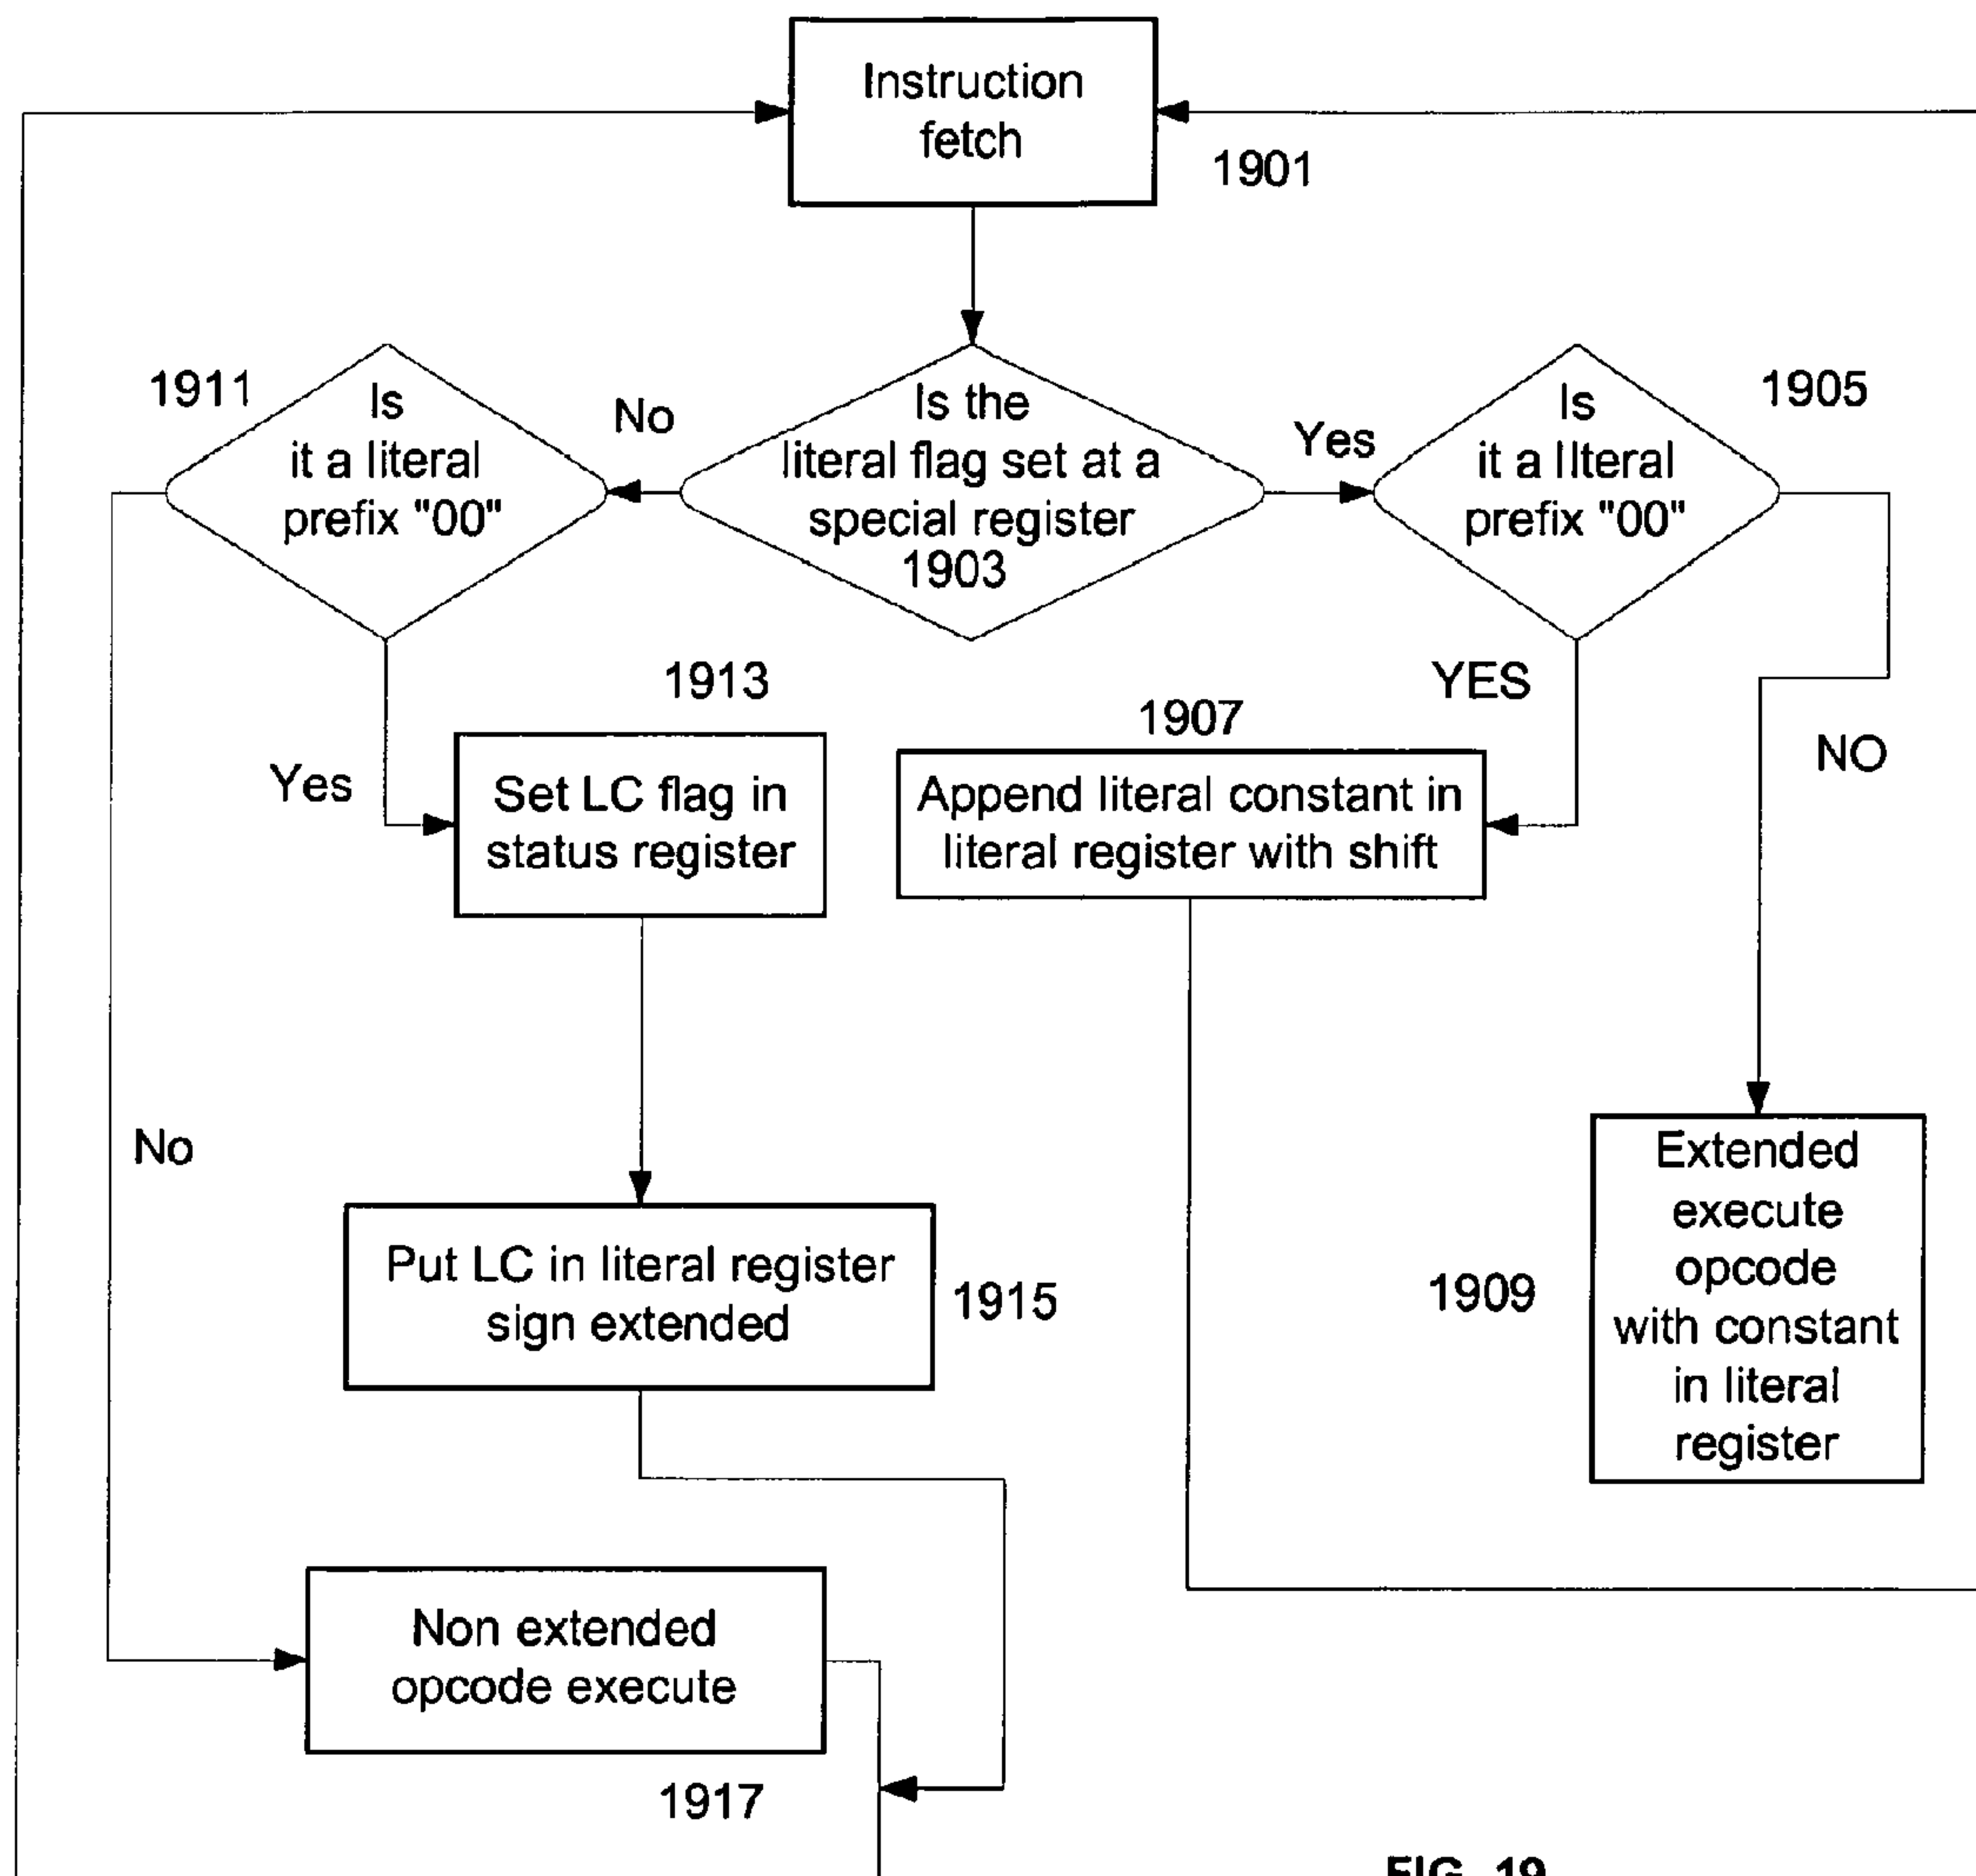 Instruction
fetch
1901
1911
Is
it a literal
prefix "00"
No
Is the
literal flag set at a
special register
1903
Yes
Is
it a lIteral
prefix "00"
1905
1913
Set LC flag in
status register
Yes
1907
YES
Append literal constant in
literal register with shift
NO
No
Put LC in literal register
sign extended
1915
1909
Extended
execute
opcode
with constant
in literal
register
Non extended
opcode execute
1917
FIG. 19